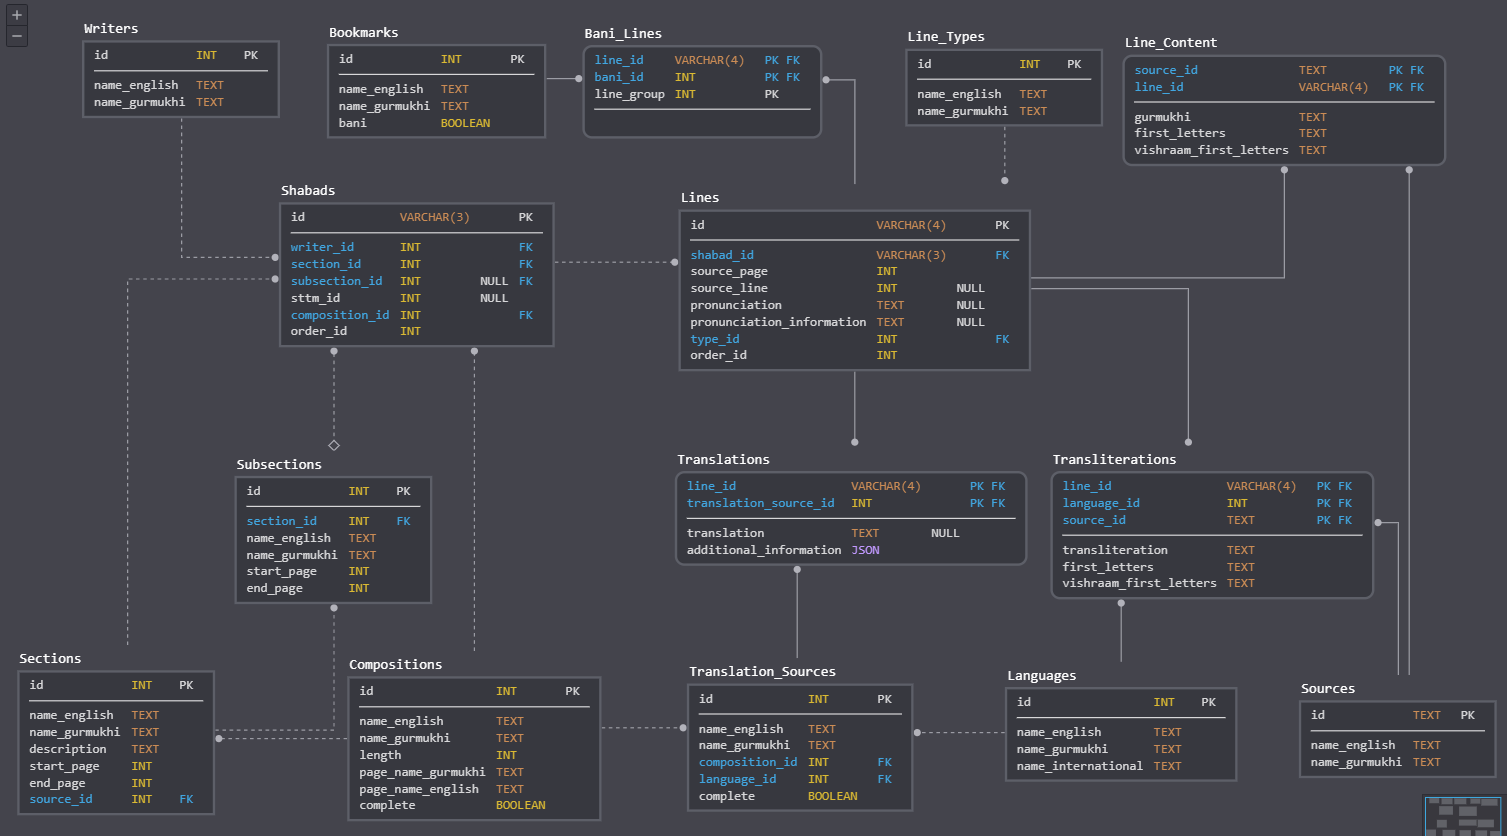 +
−
Writers
id INT PK
name_english TEXT
name_gurmukhi TEXT
Bookmarks
id INT PK
name_english TEXT
name_gurmukhi TEXT
bani BOOLEAN
Bani_Lines
line_id VARCHAR(4) PK FK
bani_id INT PK FK
line_group INT PK
Line_Types
id INT PK
name_english TEXT
name_gurmukhi TEXT
Line_Content
source_id TEXT PK FK
line_id VARCHAR(4) PK FK
gurmukhi TEXT
first_letters TEXT
vishraam_first_letters TEXT
Shabads
id VARCHAR(3) PK
writer_id INT FK
section_id INT FK
subsection_id INT NULL FK
sttm_id INT NULL
composition_id INT FK
order_id INT
Lines
id VARCHAR(4) PK
shabad_id VARCHAR(3) FK
source_page INT
source_line INT NULL
pronunciation TEXT NULL
pronunciation_information TEXT NULL
type_id INT FK
order_id INT
Subsections
id INT PK
section_id INT FK
name_english TEXT
name_gurmukhi TEXT
start_page INT
end_page INT
Translations
line_id VARCHAR(4) PK FK
translation_source_id INT PK FK
translation TEXT NULL
additional_information JSON
Transliterations
line_id VARCHAR(4) PK FK
language_id INT PK FK
source_id TEXT PK FK
transliteration TEXT
first_letters TEXT
vishraam_first_letters TEXT
Sections
id INT PK
name_english TEXT
name_gurmukhi TEXT
description TEXT
start_page INT
end_page INT
source_id INT FK
Compositions
id INT PK
name_english TEXT
name_gurmukhi TEXT
length INT
page_name_gurmukhi TEXT
page_name_english TEXT
complete BOOLEAN
Translation_Sources
id INT PK
name_english TEXT
name_gurmukhi TEXT
composition_id INT FK
language_id INT FK
complete BOOLEAN
Languages
id INT PK
name_english TEXT
name_gurmukhi TEXT
name_international TEXT
Sources
id TEXT PK
name_english TEXT
name_gurmukhi TEXT